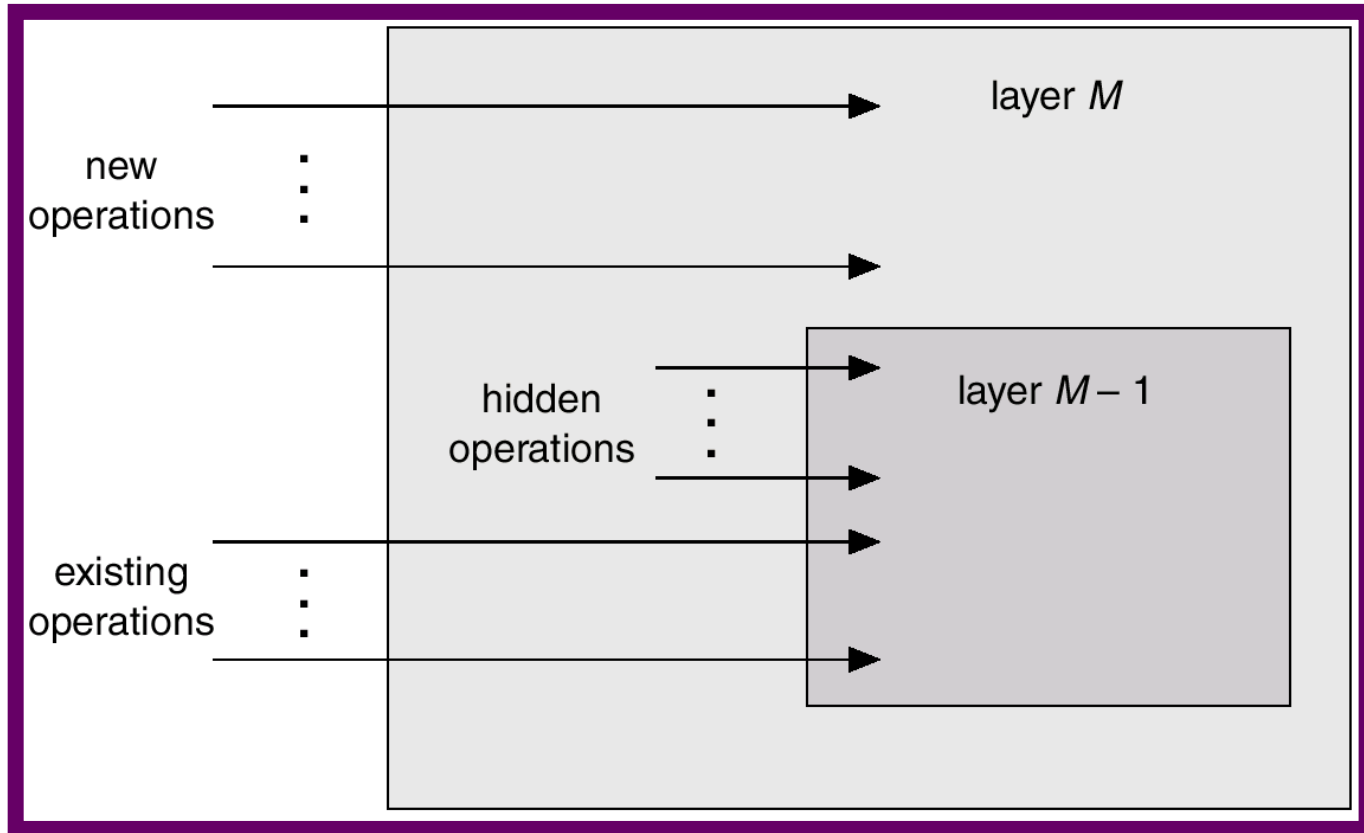 layer M
new
operations
hidden
operations
layer M – 1
existing
operations